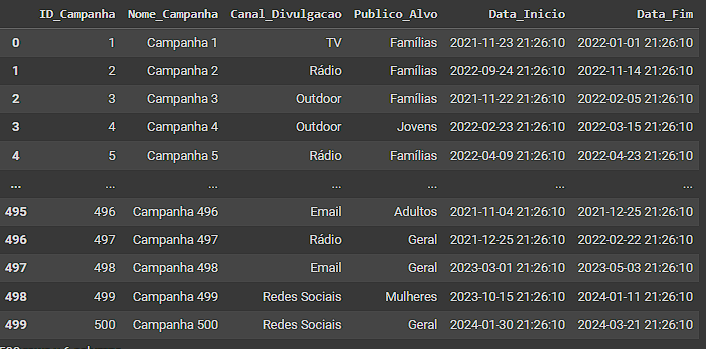 ID_Campanha Nome_Campanha Canal_Divulgacao Publico_Alvo Data_Inicio Data_Fim
0 1 Campanha 1 TV Famílias 2021-11-23 21:26:10 2022-01-01 21:26:10
1 2 Campanha 2 Rádio Famílias 2022-09-24 21:26:10 2022-11-14 21:26:10
2 3 Campanha 3 Outdoor Famílias 2021-11-22 21:26:10 2022-02-05 21:26:10
3 4 Campanha 4 Outdoor Jovens 2022-02-23 21:26:10 2022-03-15 21:26:10
4 5 Campanha 5 Rádio Famílias 2022-04-09 21:26:10 2022-04-23 21:26:10
... ... ... ... ... ... ...
495 496 Campanha 496 Email Adultos 2021-11-04 21:26:10 2021-12-25 21:26:10
496 497 Campanha 497 Rádio Geral 2021-12-25 21:26:10 2022-02-22 21:26:10
497 498 Campanha 498 Email Geral 2023-03-01 21:26:10 2023-05-03 21:26:10
498 499 Campanha 499 Redes Sociais Mulheres 2023-10-15 21:26:10 2024-01-11 21:26:10
499 500 Campanha 500 Redes Sociais Geral 2024-01-30 21:26:10 2024-03-21 21:26:10